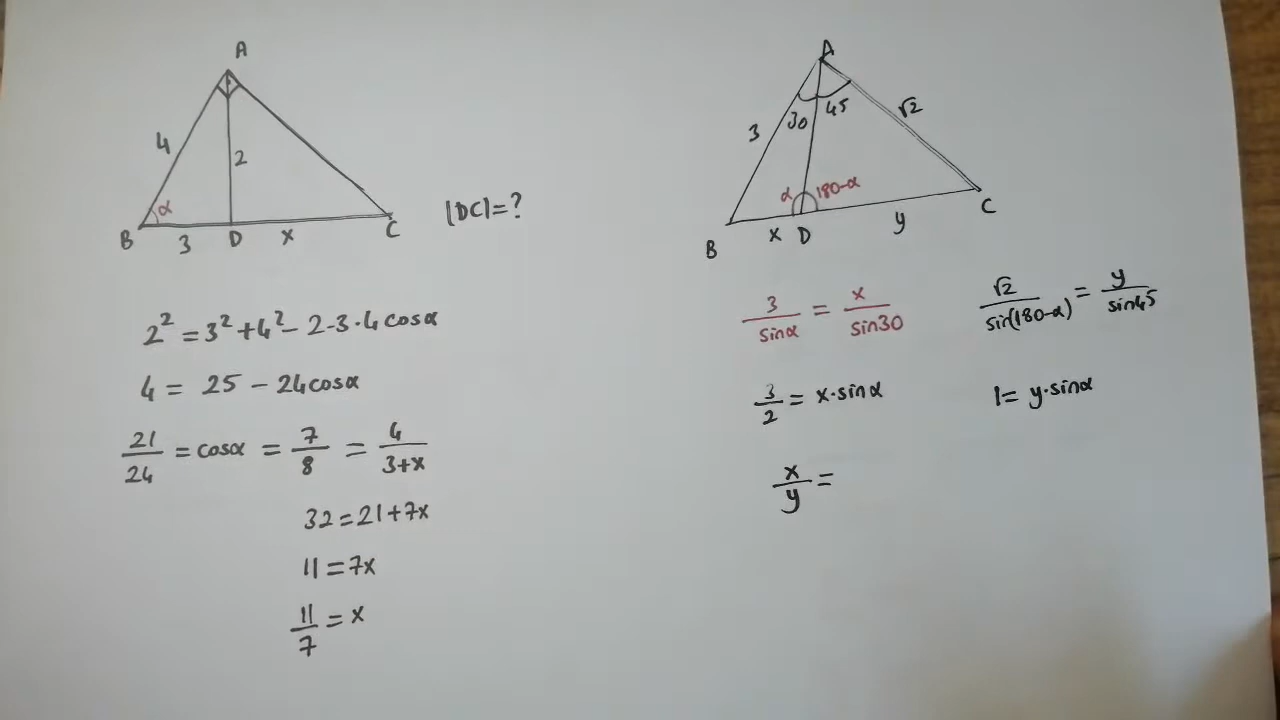 A
4
2
α
B
3
D
x
C
|DC|=?
2² = 3² + 4² - 2·3·4 cosα
4 = 25 - 24cosα
21/24 = cosα = 7/8 = 4/(3+x)
32 = 21+7x
11 = 7x
11/7 = x
A
3
30
45
√2
α
180-α
B
x
D
y
C
3/sinα = x/sin30
√2/sin(180-α) = y/sin45
3/2 = x·sinα
1 = y·sinα
x/y =